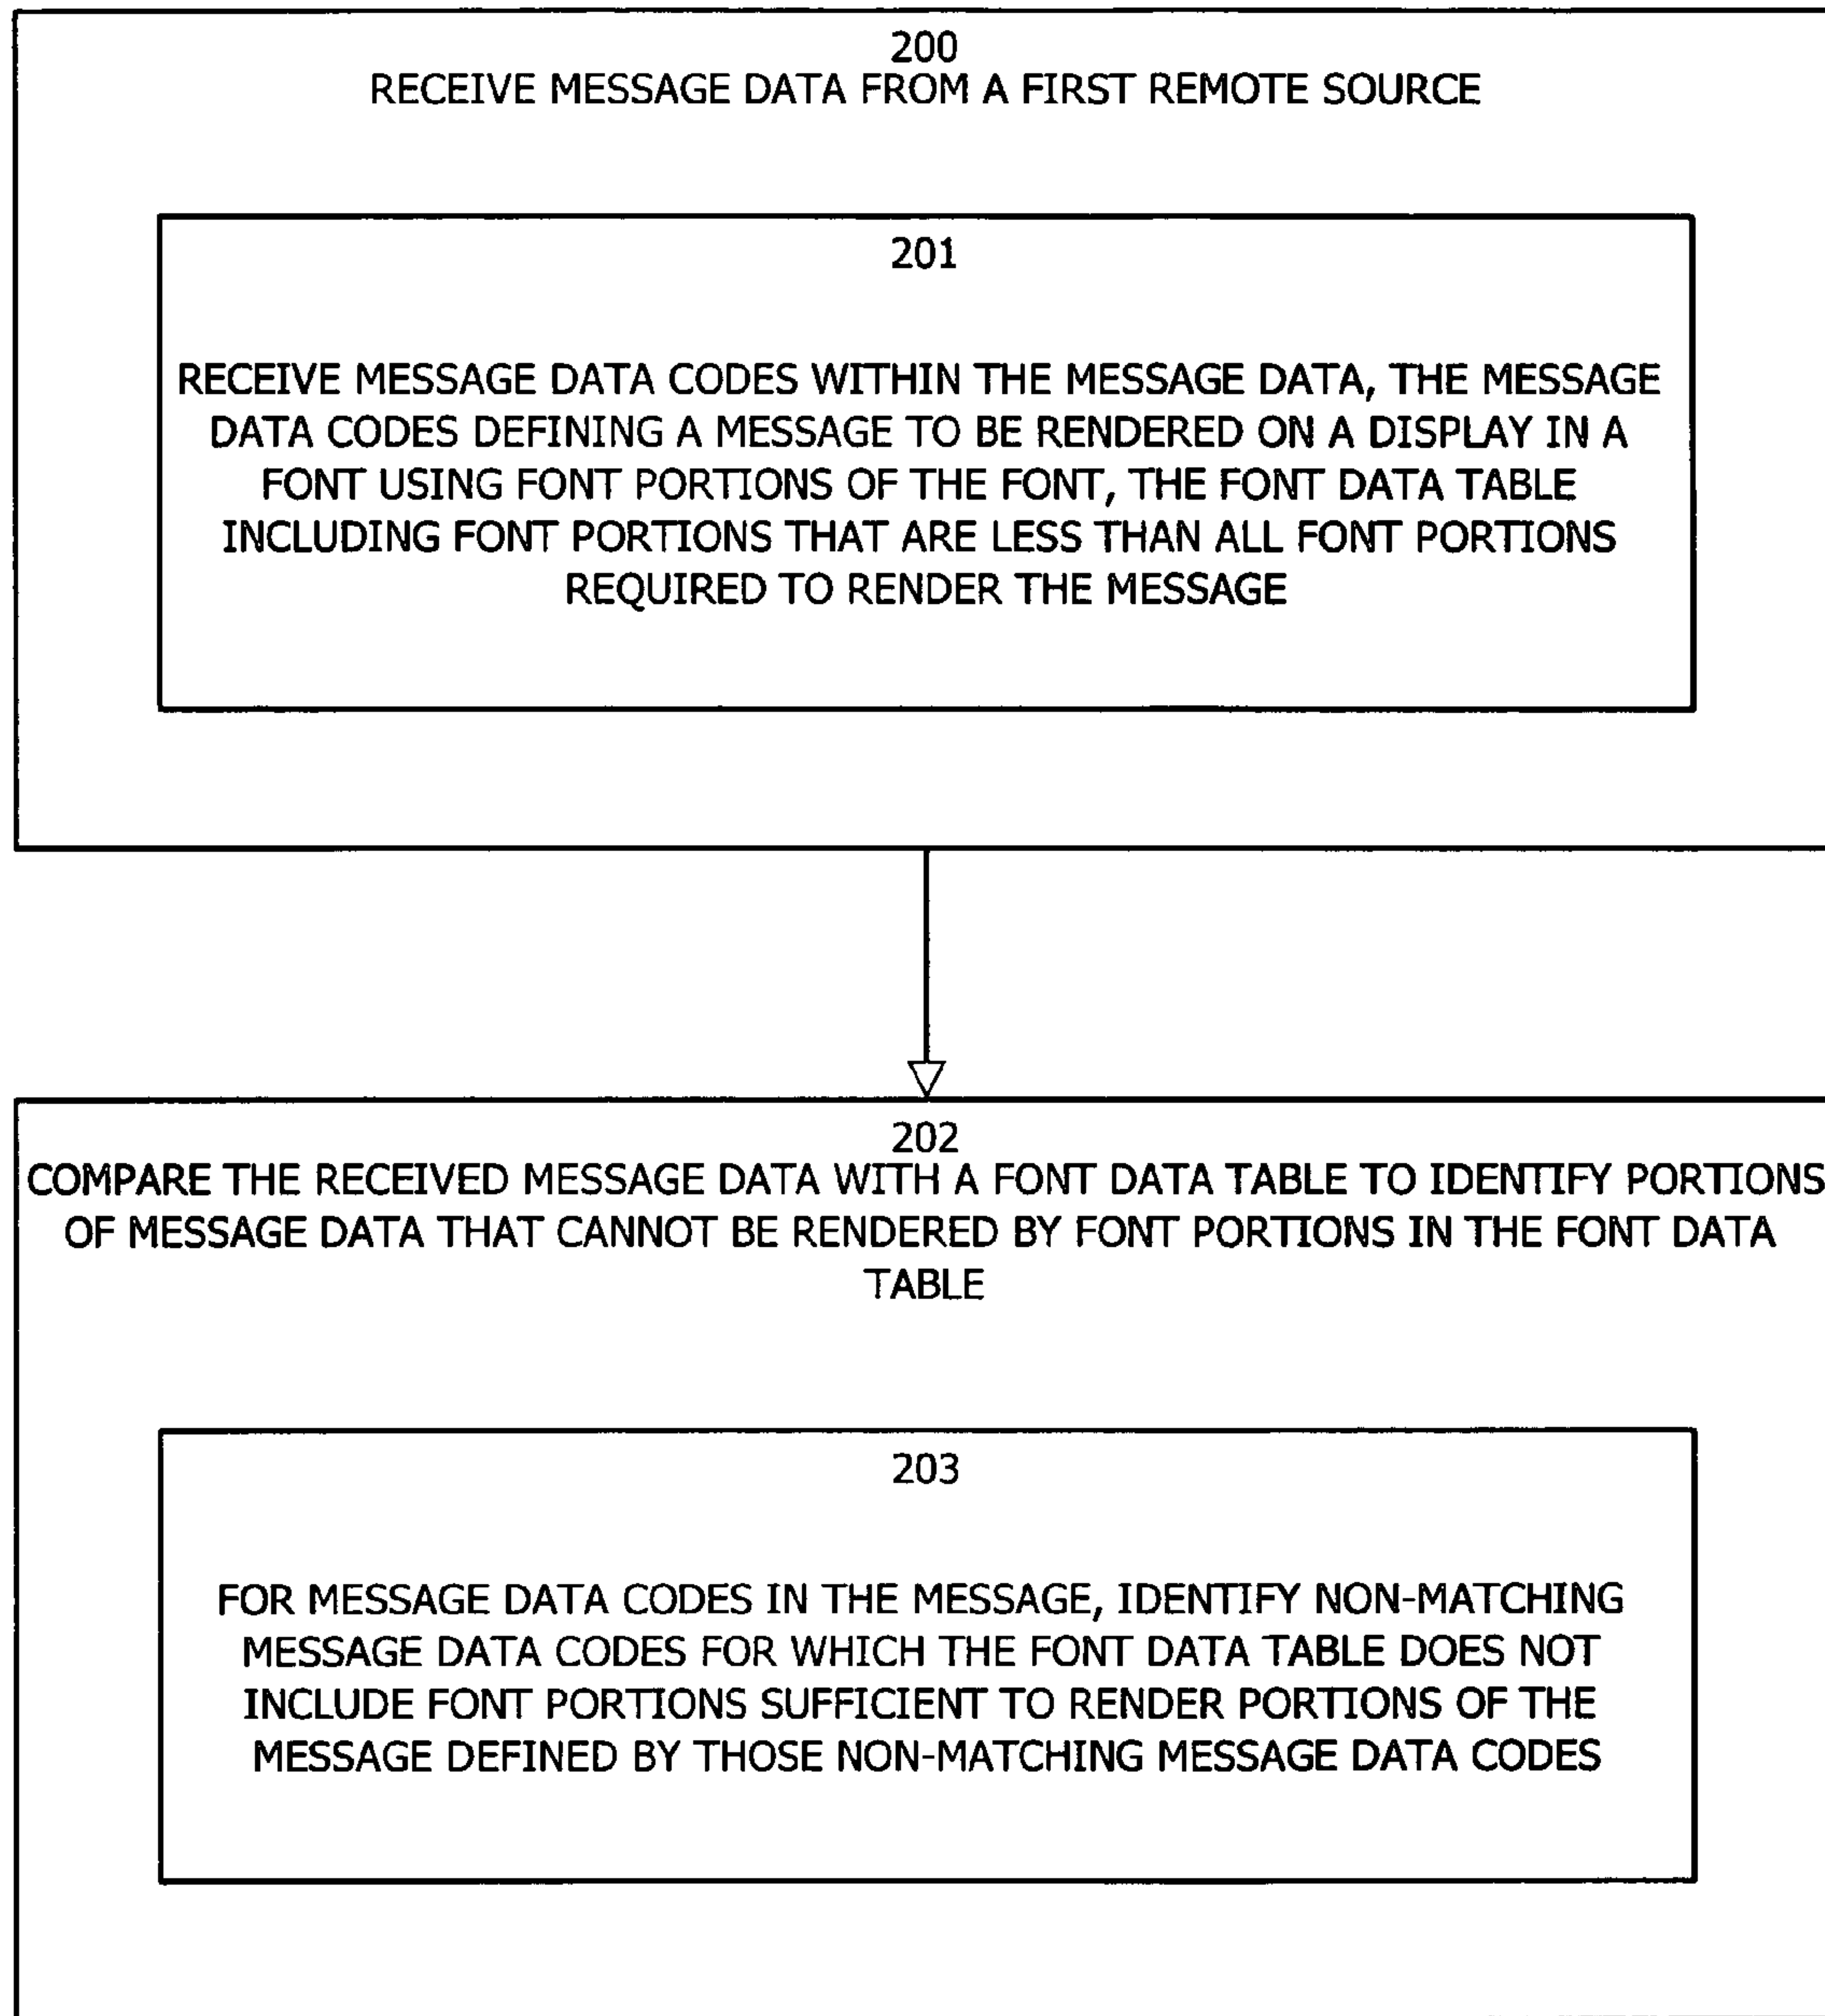 200
RECEIVE MESSAGE DATA FROM A FIRST REMOTE SOURCE
201
RECEIVE MESSAGE DATA CODES WITHIN THE MESSAGE DATA, THE MESSAGE
DATA CODES DEFINING A MESSAGE TO BE RENDERED ON A DISPLAY IN A
FONT USING FONT PORTIONS OF THE FONT, THE FONT DATA TABLE
INCLUDING FONT PORTIONS THAT ARE LESS THAN ALL FONT PORTIONS
REQUIRED TO RENDER THE MESSAGE
202
COMPARE THE RECEIVED MESSAGE DATA WITH A FONT DATA TABLE TO IDENTIFY PORTIONS
OF MESSAGE DATA THAT CANNOT BE RENDERED BY FONT PORTIONS IN THE FONT DATA
TABLE
203
FOR MESSAGE DATA CODES IN THE MESSAGE, IDENTIFY NON-MATCHING
MESSAGE DATA CODES FOR WHICH THE FONT DATA TABLE DOES NOT
INCLUDE FONT PORTIONS SUFFICIENT TO RENDER PORTIONS OF THE
MESSAGE DEFINED BY THOSE NON-MATCHING MESSAGE DATA CODES